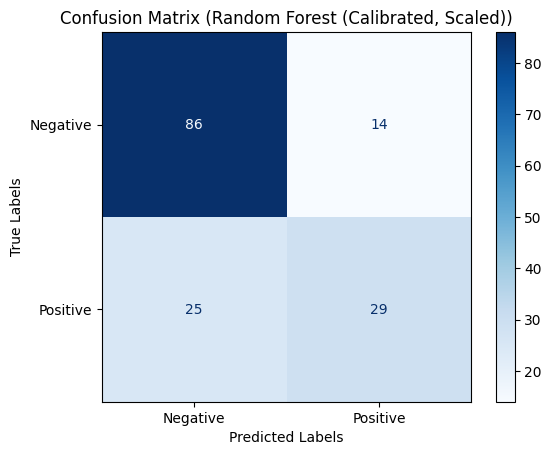 Confusion Matrix (Random Forest (Calibrated, Scaled))
True Labels
Negative
86
14
Positive
25
29
Negative
Positive
Predicted Labels
80
70
60
50
40
30
20